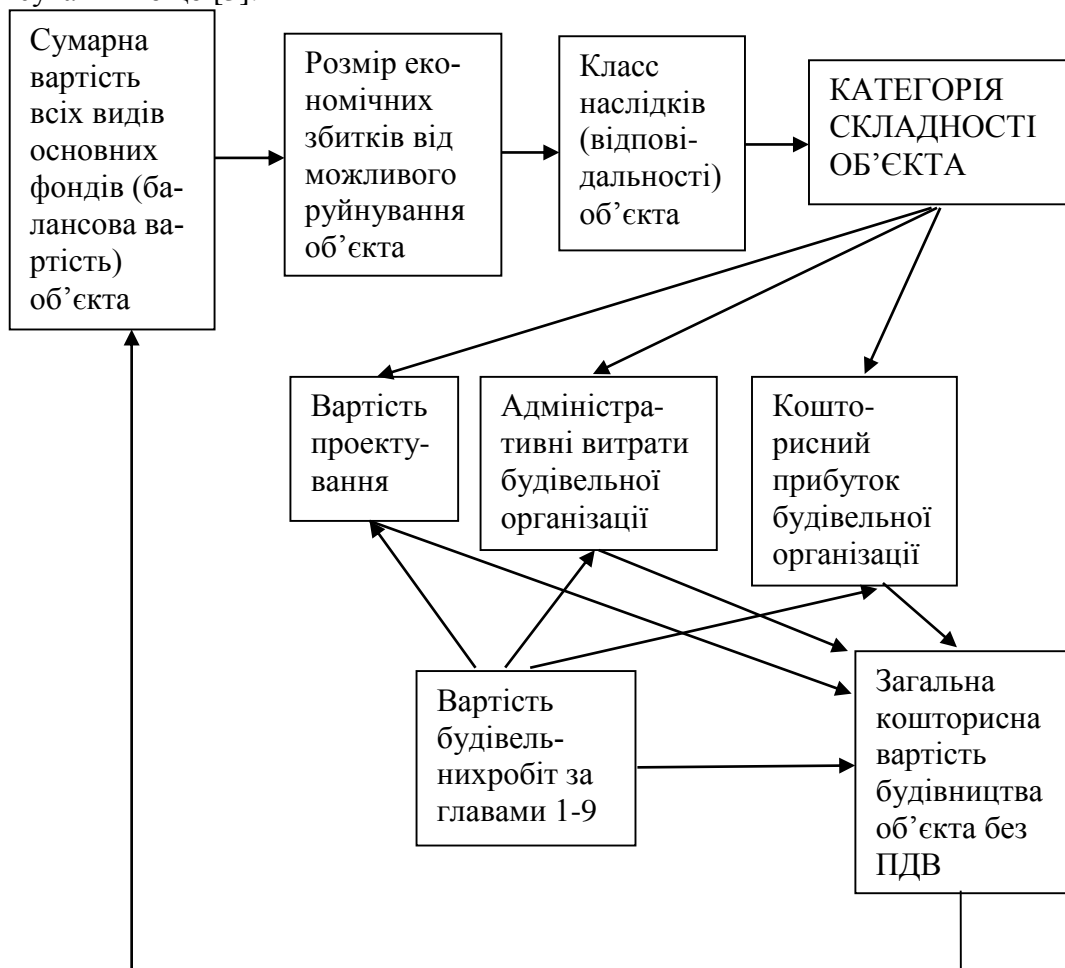 Сумарна
вартість
всіх видів
основних
фондів (ба-
лансова ва-
ртість)
об’єкта
Розмір еко-
номічних
збитків від
можливого
руйнування
об’єкта
Класс
наслідків
(відпові-
дальності)
об’єкта
КАТЕГОРІЯ
СКЛАДНОСТІ
ОБ’ЄКТА
Вартість
проекту-
вання
Адміністра-
тивні витрати
будівельної
організації
Кошто-
рисний
прибуток
будівельної
організації
Вартість
будівель-
нихробіт за
главами 1-9
Загальна
кошторисна
вартість
будівництва
об’єкта без
ПДВ